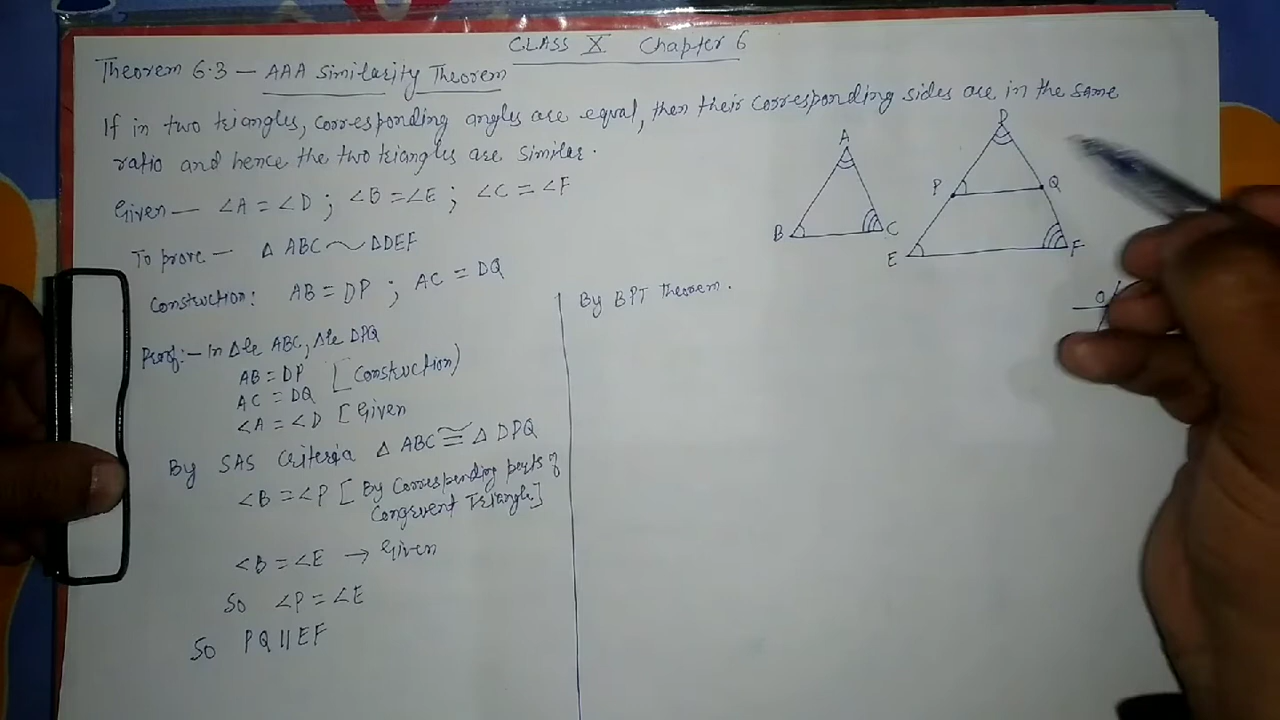 CLASS X Chapter 6
Theorem 6.3 — AAA Similarity Theorem
If in two triangles, corresponding angles are equal, then their corresponding sides are in the same
ratio and hence the two triangles are similar.
Given — ∠A = ∠D ; ∠B = ∠E ; ∠C = ∠F
To prove — △ ABC ~ △DEF
Construction: AB = DP ; AC = DQ
Proof:- In △le ABC, △le DPQ
AB = DP [Construction)
AC = DQ
∠A = ∠D [Given
By SAS Criteria △ ABC ≅ △ DPQ
∠B = ∠P [By Corresponding parts of
Congruent Triangle]
∠B = ∠E → Given
So ∠P = ∠E
So PQ || EF
By BPT Theorem.
A
B
C
D
P
Q
E
F